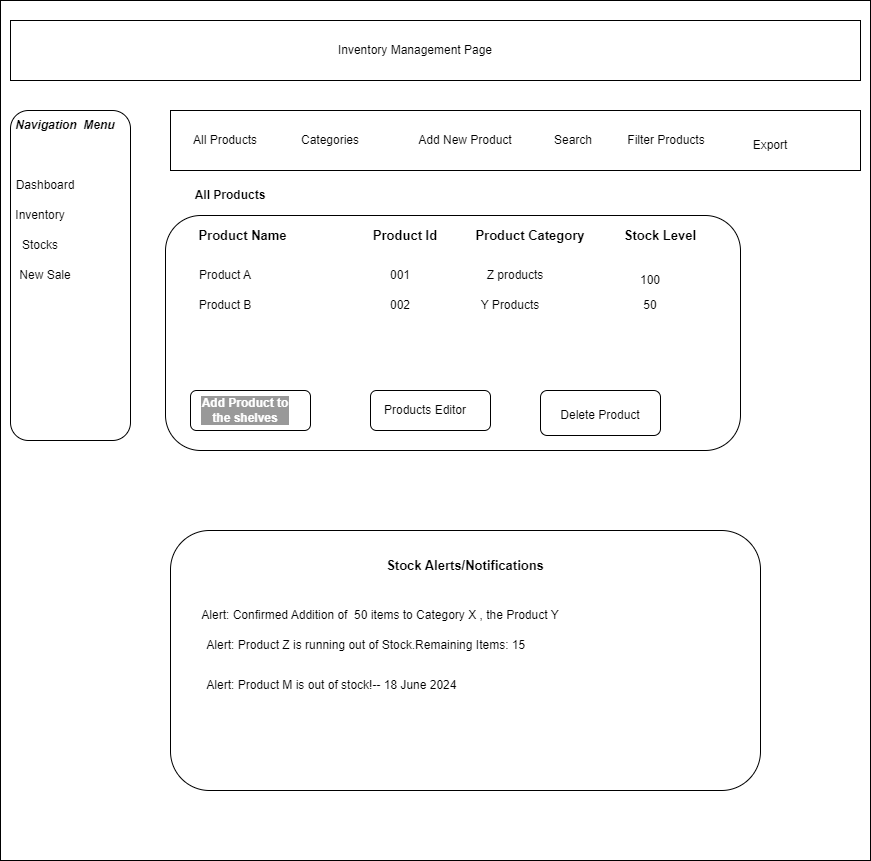 Inventory Management Page
Navigation  Menu
Dashboard
Inventory
Stocks
New Sale
All Products Categories Add New Product Search Filter Products Export
All Products
Product Name Product Id Product Category Stock Level
Product A 001 Z products 100
Product B 002 Y Products 50
Add Product to
the shelves
Products Editor
Delete Product
Stock Alerts/Notifications
Alert: Confirmed Addition of  50 items to Category X , the Product Y
Alert: Product Z is running out of Stock.Remaining Items: 15
Alert: Product M is out of stock!-- 18 June 2024